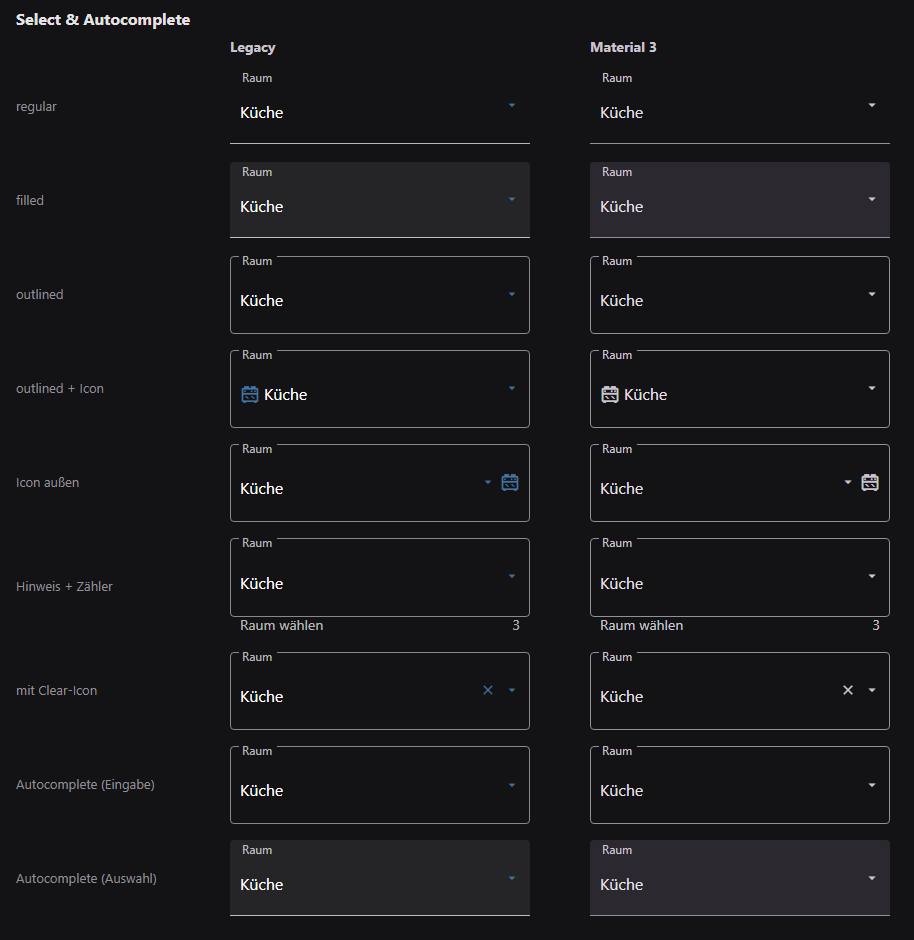 Select & Autocomplete
Legacy Material 3
Raum Raum
regular Küche Küche
Raum Raum
filled Küche Küche
Raum Raum
outlined Küche Küche
Raum Raum
outlined + Icon Küche Küche
Raum Raum
Icon außen Küche Küche
Raum Raum
Hinweis + Zähler Küche Küche
Raum wählen 3 Raum wählen 3
Raum Raum
mit Clear-Icon Küche Küche
Raum Raum
Autocomplete (Eingabe) Küche Küche
Raum Raum
Autocomplete (Auswahl) Küche Küche